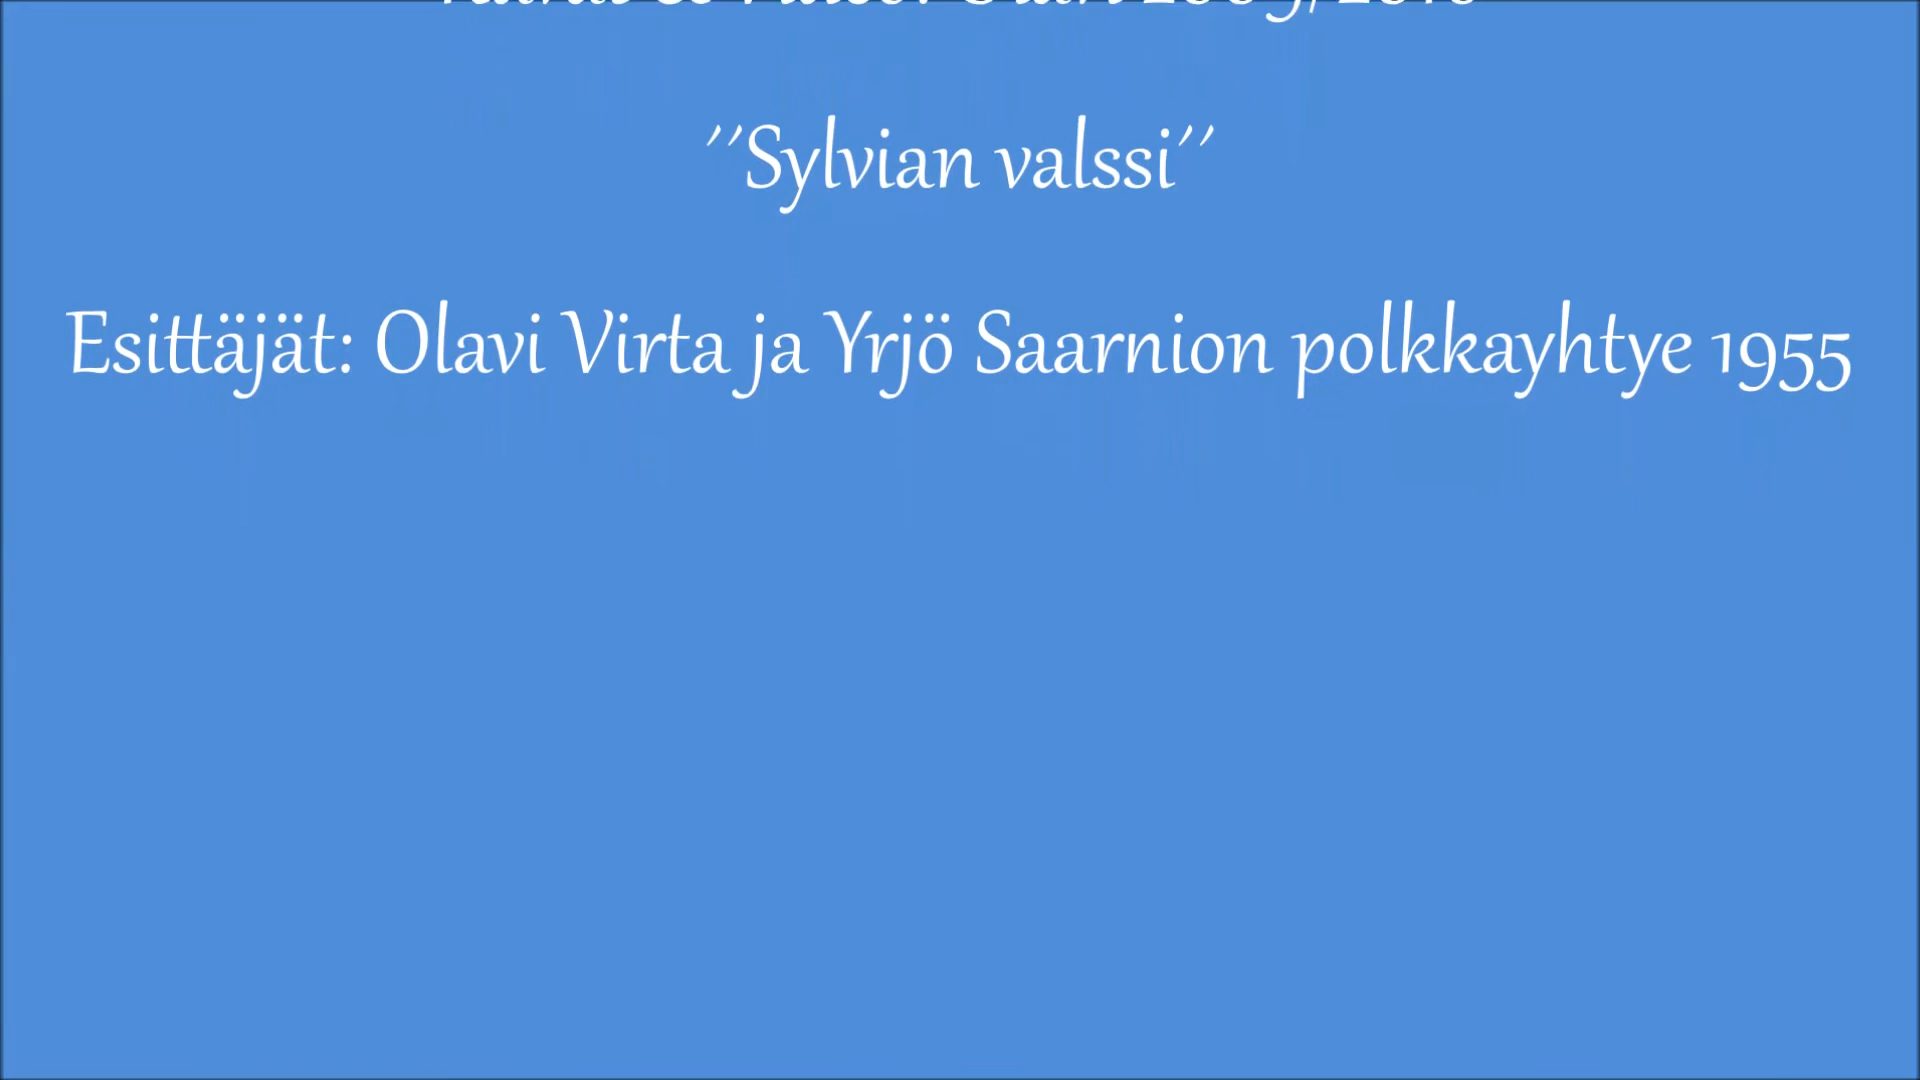 ´´Sylvian valssi´´
Esittäjät: Olavi Virta ja Yrjö Saarnion polkkayhtye 1955